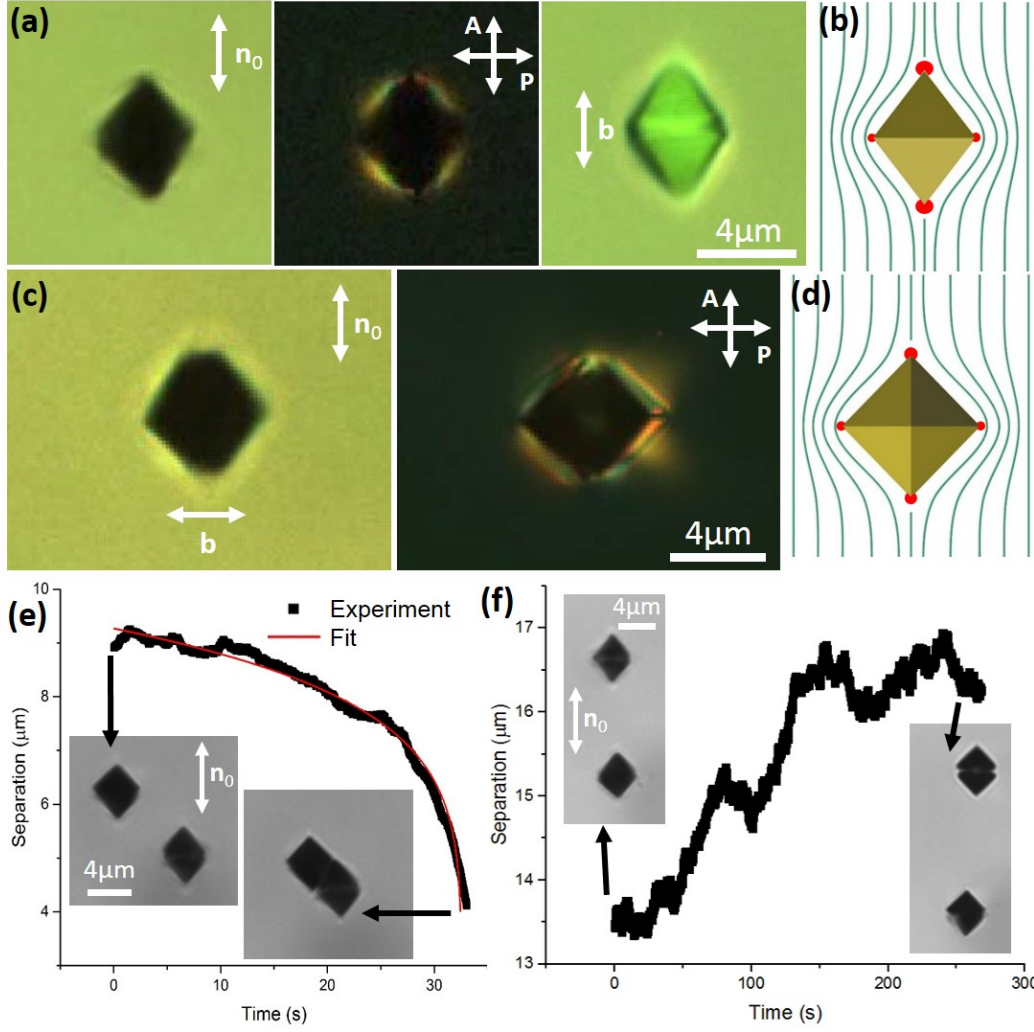 (a)
n₀
A
P
b
4μm
(b)
(c)
n₀
b
A
P
4μm
(d)
(e)
Experiment
Fit
10
8
6
4
Separation (μm)
n₀
4μm
0
10
20
30
Time (s)
(f)
4μm
n₀
17
16
15
14
13
Separation (μm)
0
100
200
300
Time (s)